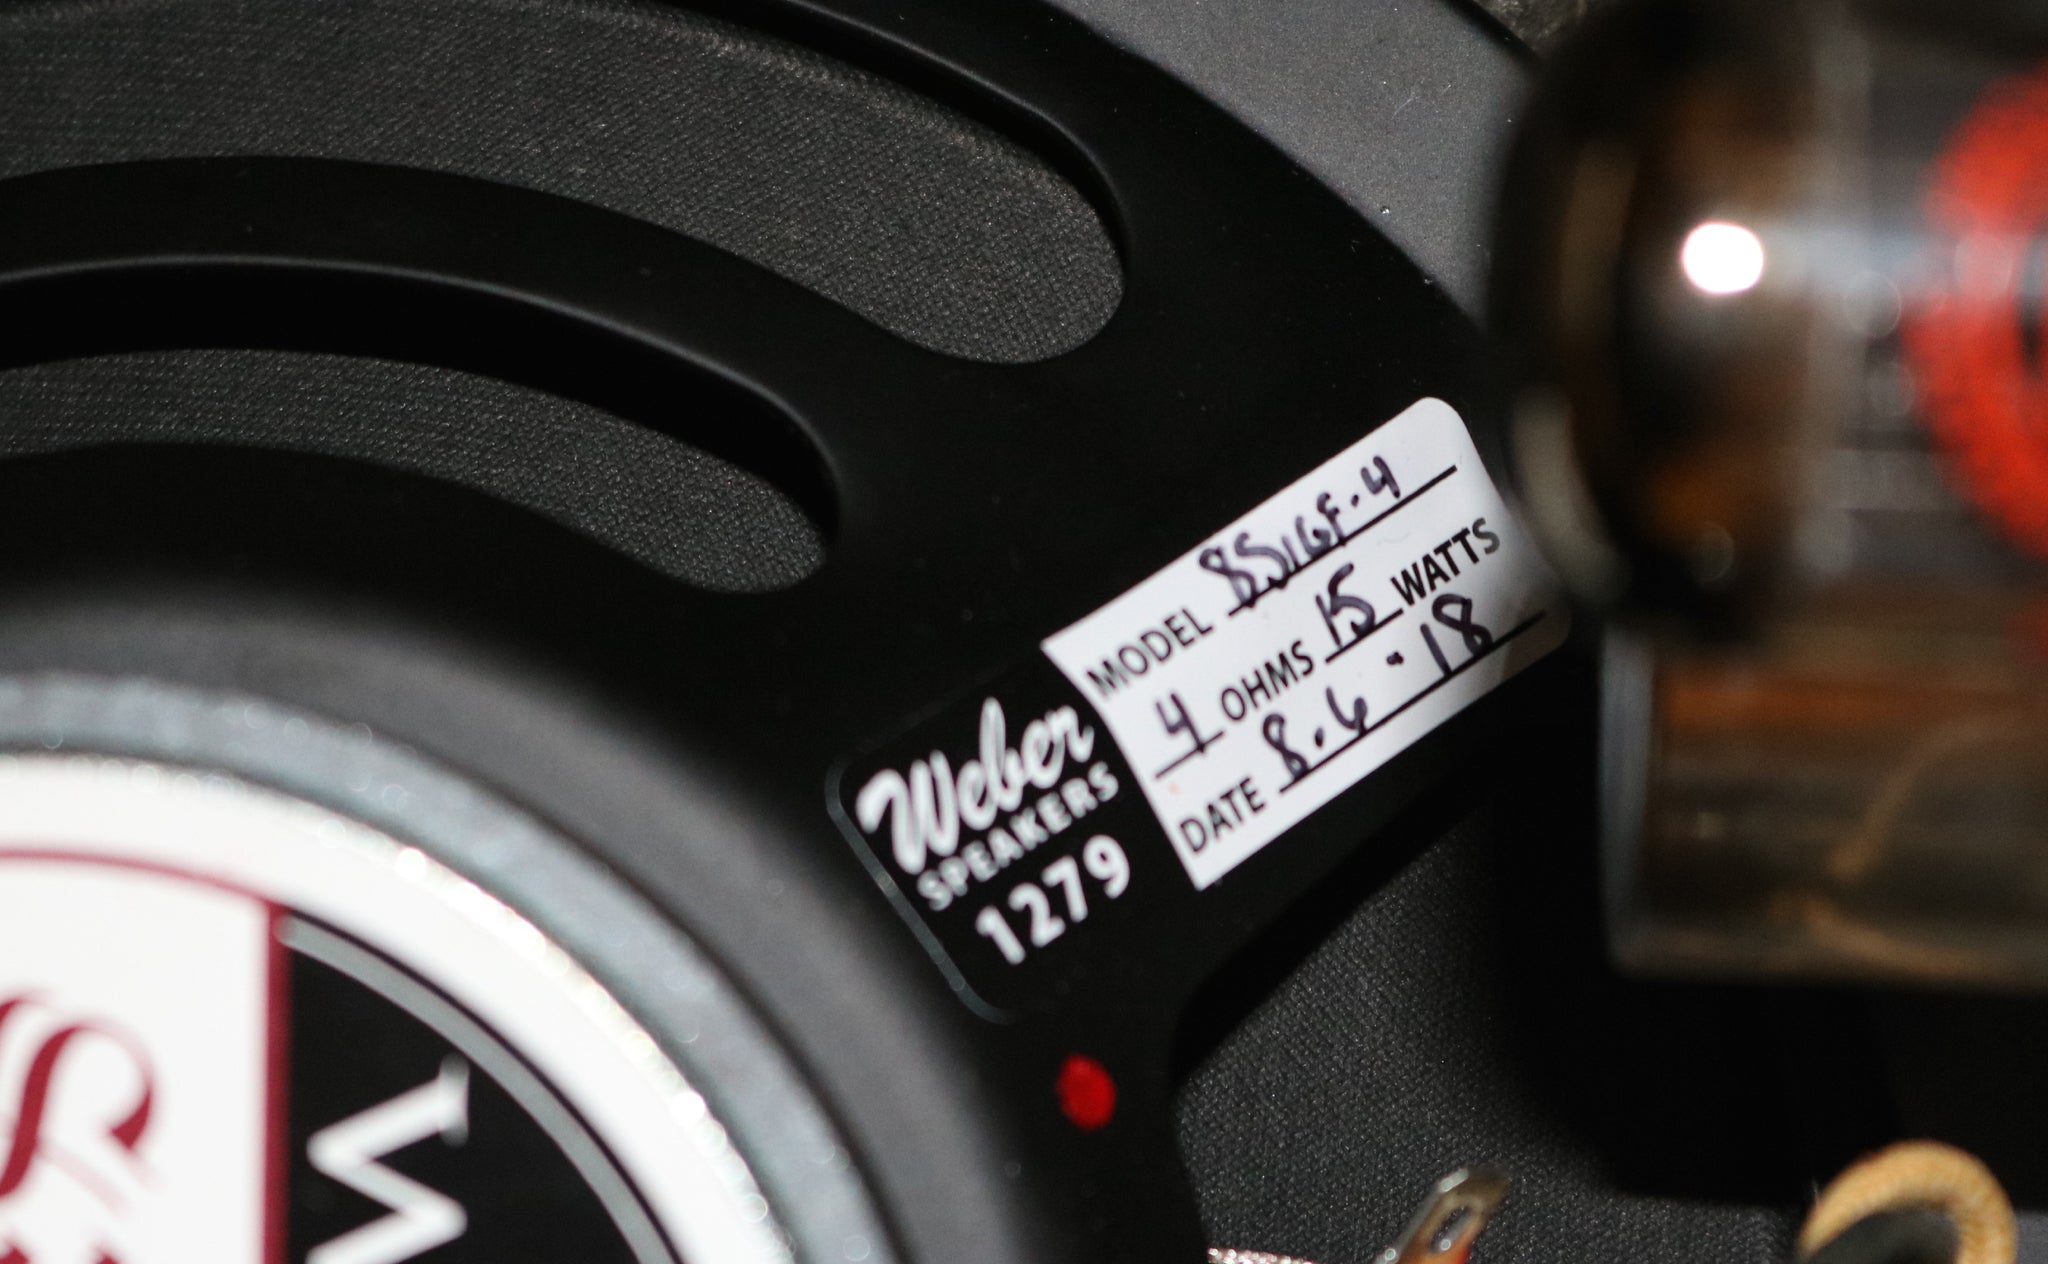 Weber
SPEAKERS
1279
MODEL 8S16F-4
4 OHMS 15 WATTS
DATE 8-6-18
S
W